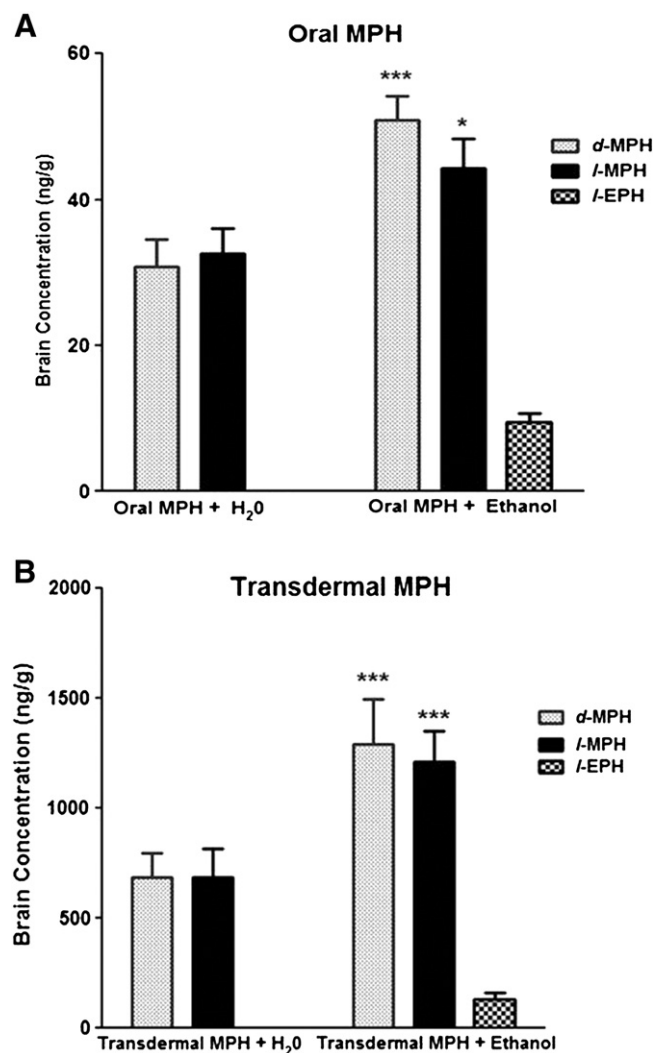 A
Oral MPH
60
40
20
0
Brain Concentration (ng/g)
***
*
d-MPH
l-MPH
l-EPH
Oral MPH + H₂0
Oral MPH + Ethanol
B
Transdermal MPH
2000
1500
1000
500
0
Brain Concentration (ng/g)
***
***
d-MPH
l-MPH
l-EPH
Transdermal MPH + H₂0
Transdermal MPH + Ethanol